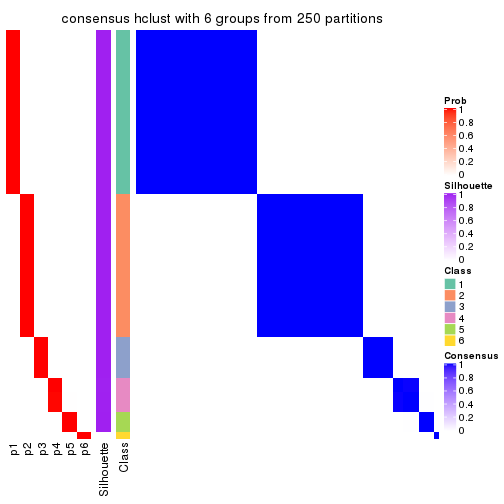 consensus hclust with 6 groups from 250 partitions
Prob
1
0.8
0.6
0.4
0.2
0
Silhouette
1
0.8
0.6
0.4
0.2
0
Class
1
2
3
4
5
6
Consensus
1
0.8
0.6
0.4
0.2
0
p1
p2
p3
p4
p5
p6
Silhouette
Class